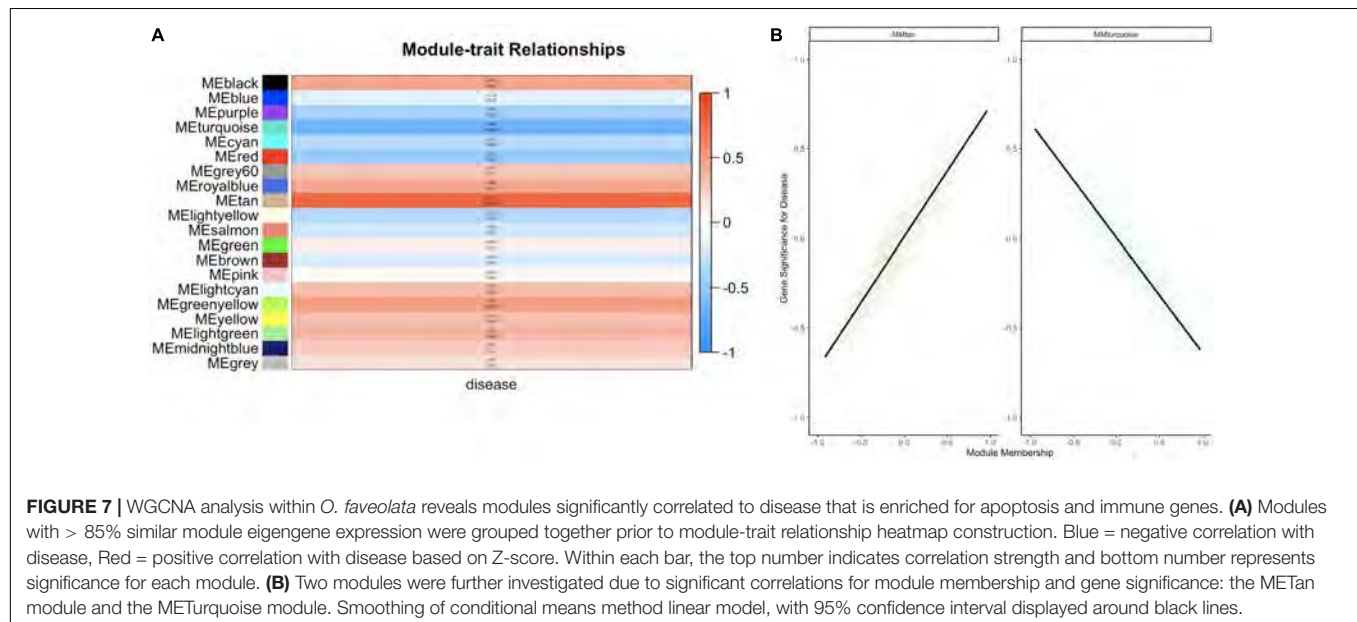 A
Module-trait Relationships
MEblack
MEblue
MEpurple
MEturquoise
MEcyan
MEred
MEgrey60
MEroyalblue
MEtan
MElightyellow
MEsalmon
MEgreen
MEbrown
MEpink
MElightcyan
MEgreenyellow
MEyellow
MElightgreen
MEmidnightblue
MEgrey
disease
1
0.5
0
-0.5
-1
B
MMtan
MMturquoise
Gene Significance for Disease
Module Membership
FIGURE 7 | WGCNA analysis within O. faveolata reveals modules significantly correlated to disease that is enriched for apoptosis and immune genes. (A) Modules
with > 85% similar module eigengene expression were grouped together prior to module-trait relationship heatmap construction. Blue = negative correlation with
disease, Red = positive correlation with disease based on Z-score. Within each bar, the top number indicates correlation strength and bottom number represents
significance for each module. (B) Two modules were further investigated due to significant correlations for module membership and gene significance: the METan
module and the METurquoise module. Smoothing of conditional means method linear model, with 95% confidence interval displayed around black lines.